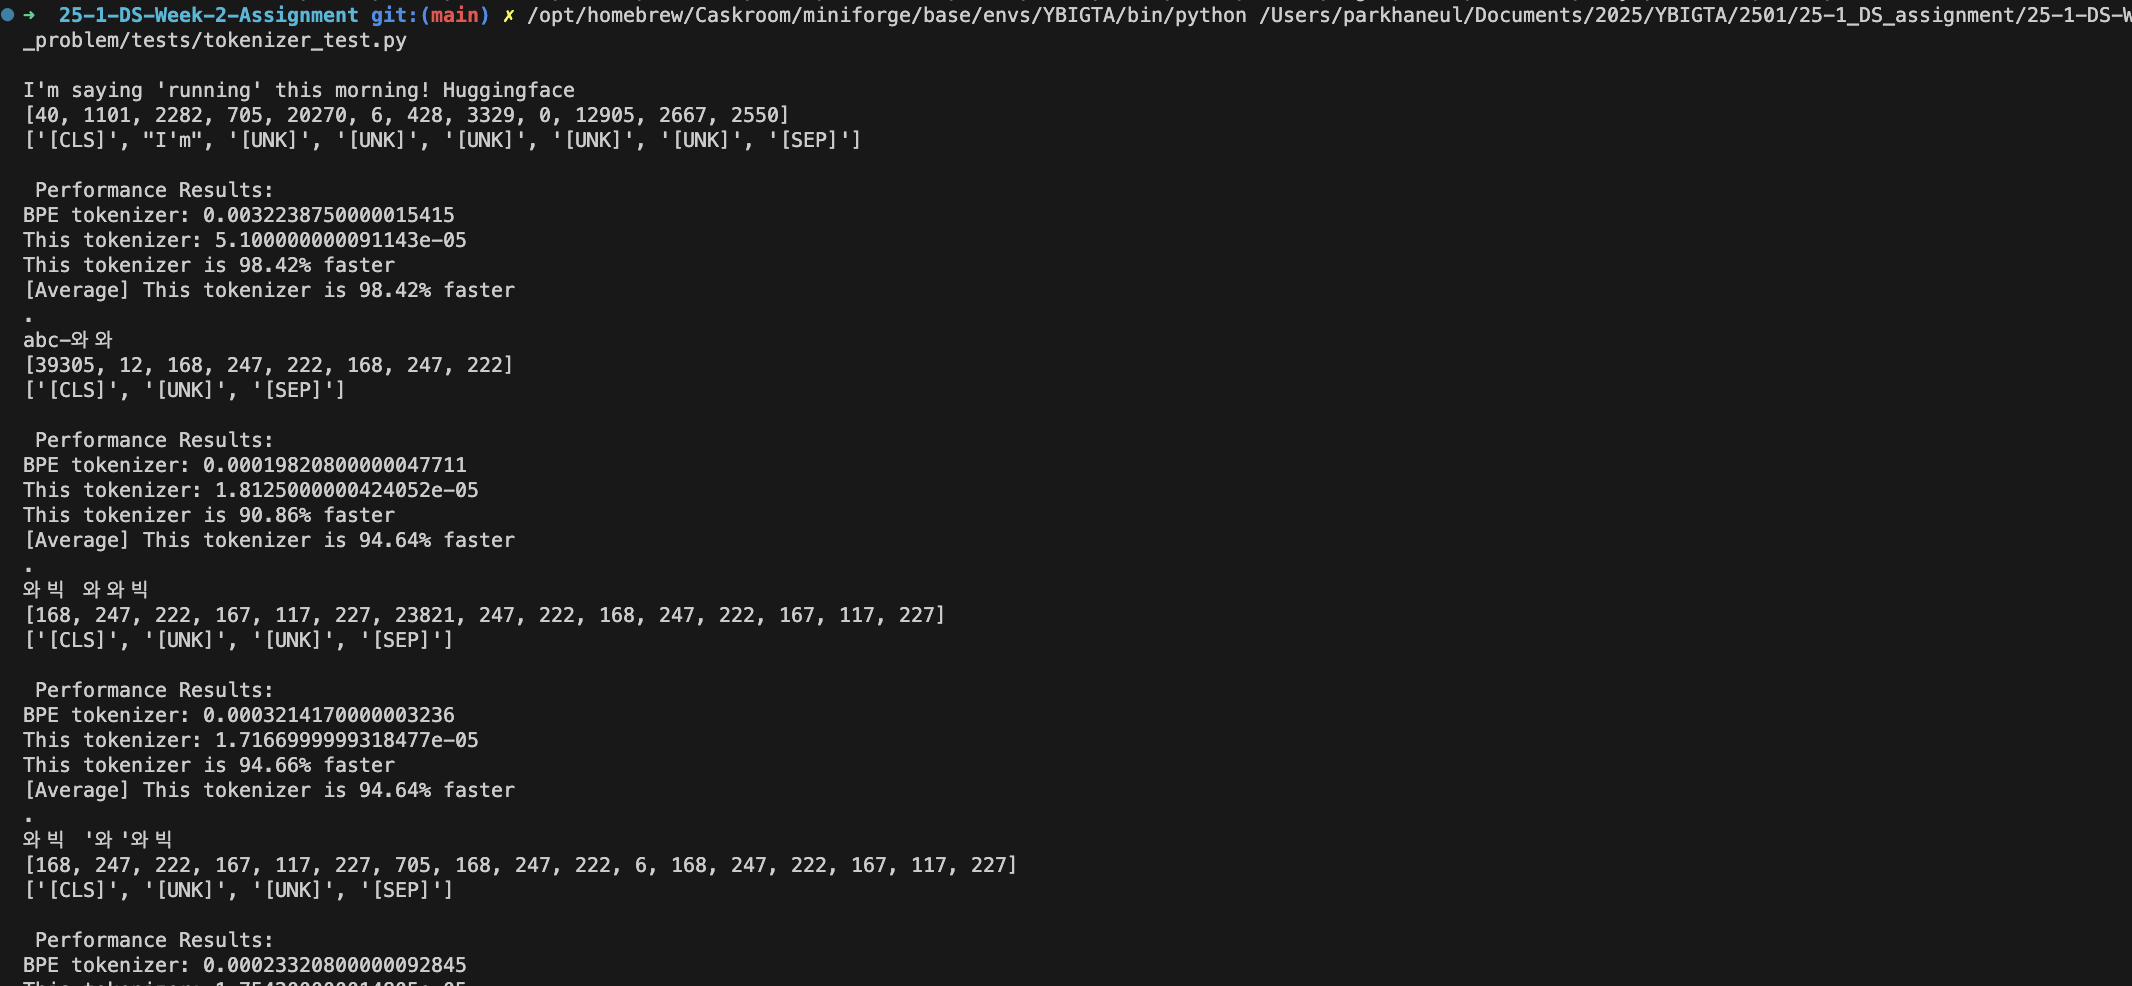 ➜  25-1-DS-Week-2-Assignment git:(main) ✗ /opt/homebrew/Caskroom/miniforge/base/envs/YBIGTA/bin/python /Users/parkhaneul/Documents/2025/YBIGTA/2501/25-1_DS_assignment/25-1-DS-W
_problem/tests/tokenizer_test.py
I'm saying 'running' this morning! Huggingface
[40, 1101, 2282, 705, 20270, 6, 428, 3329, 0, 12905, 2667, 2550]
['[CLS]', "I'm", '[UNK]', '[UNK]', '[UNK]', '[UNK]', '[UNK]', '[SEP]']
Performance Results:
BPE tokenizer: 0.0032238750000015415
This tokenizer: 5.100000000091143e-05
This tokenizer is 98.42% faster
[Average] This tokenizer is 98.42% faster
.
abc-와와
[39305, 12, 168, 247, 222, 168, 247, 222]
['[CLS]', '[UNK]', '[SEP]']
Performance Results:
BPE tokenizer: 0.00019820800000047711
This tokenizer: 1.8125000000424052e-05
This tokenizer is 90.86% faster
[Average] This tokenizer is 94.64% faster
.
와빅 와와빅
[168, 247, 222, 167, 117, 227, 23821, 247, 222, 168, 247, 222, 167, 117, 227]
['[CLS]', '[UNK]', '[UNK]', '[SEP]']
Performance Results:
BPE tokenizer: 0.0003214170000003236
This tokenizer: 1.7166999999318477e-05
This tokenizer is 94.66% faster
[Average] This tokenizer is 94.64% faster
.
와빅 '와'와빅
[168, 247, 222, 167, 117, 227, 705, 168, 247, 222, 6, 168, 247, 222, 167, 117, 227]
['[CLS]', '[UNK]', '[UNK]', '[SEP]']
Performance Results:
BPE tokenizer: 0.00023320800000092845